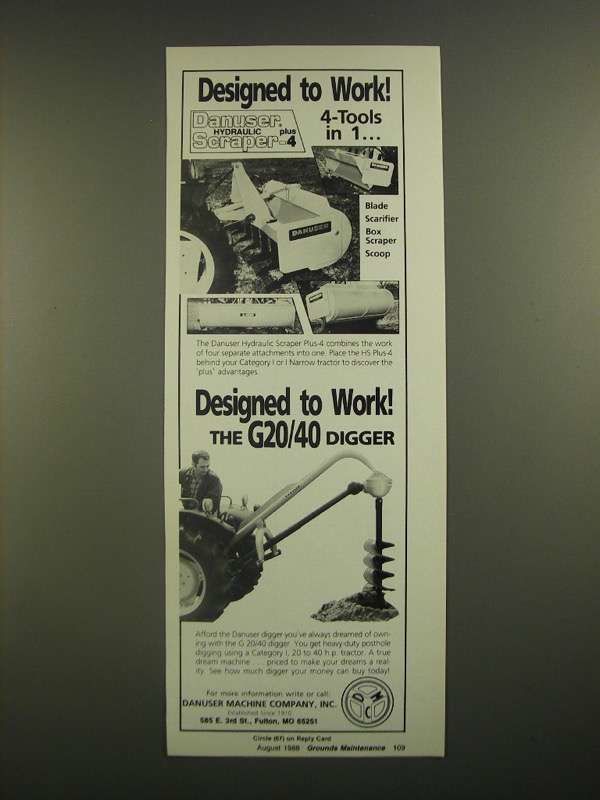 Designed to Work!
Danuser
HYDRAULIC plus
Scraper-4
4-Tools
in 1...
DANUSER
Blade
Scarifier
Box
Scraper
Scoop
The Danuser Hydraulic Scraper Plus-4 combines the work
of four separate attachments into one. Place the HS Plus-4
behind your Category I or I Narrow tractor to discover the
'plus' advantages.
Designed to Work!
THE G20/40 DIGGER
Afford the Danuser digger you've always dreamed of own-
ing with the G 20/40 digger. You get heavy-duty posthole
digging using a Category I, 20 to 40 h.p. tractor. A true
dream machine . . . priced to make your dreams a real-
ity. See how much digger your money can buy today!
For more information write or call:
DANUSER MACHINE COMPANY, INC.
Established Since 1910
585 E. 3rd St., Fulton, MO 65251
D M C
Circle (67) on Reply Card
August 1988 Grounds Maintenance 109